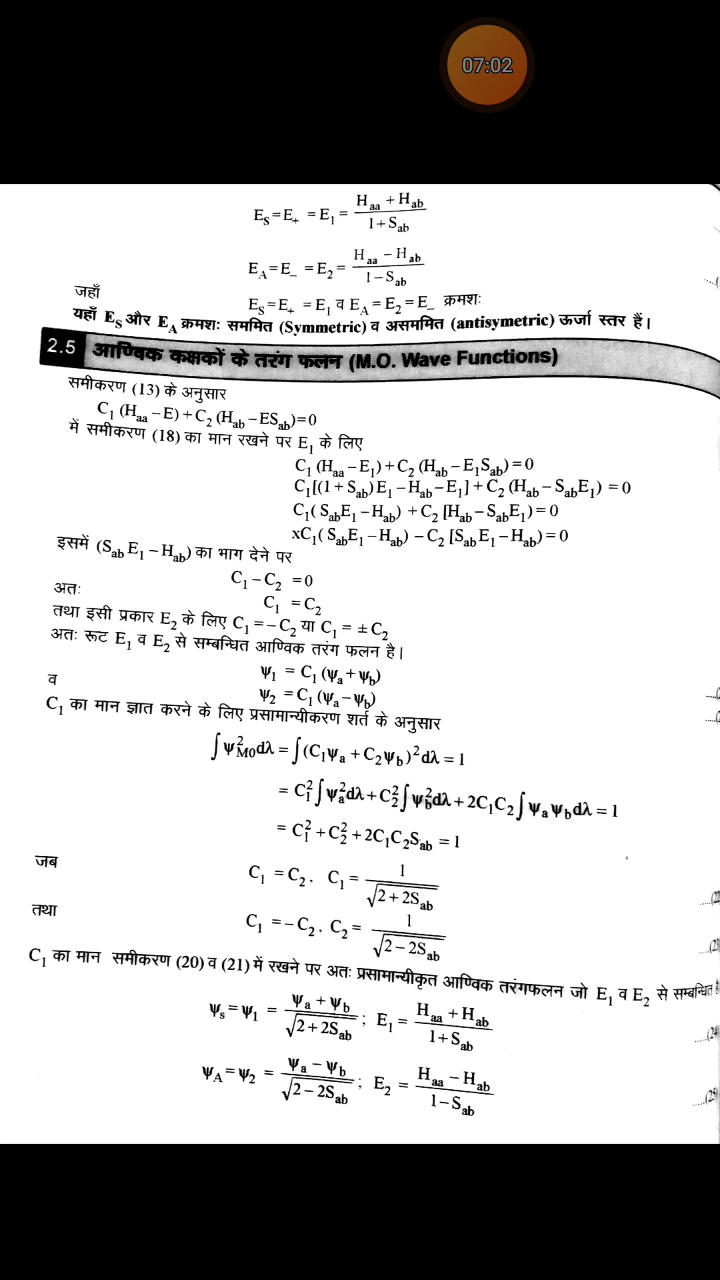 07:02
E_S = E_+ = E_1 = (H_aa + H_ab) / (1 + S_ab)
E_A = E_– = E_2 = (H_aa – H_ab) / (1 – S_ab)
जहाँ
E_S = E_+ = E_1 व E_A = E_2 = E_– क्रमशः
यहाँ E_S और E_A क्रमशः सममित (Symmetric) व असममित (antisymetric) ऊर्जा स्तर हैं।
2.5 आण्विक कक्षकों के तरंग फलन (M.O. Wave Functions)
समीकरण (13) के अनुसार
C_1 (H_aa – E) + C_2 (H_ab – ES_ab) = 0
में समीकरण (18) का मान रखने पर E_1 के लिए
C_1 (H_aa – E_1) + C_2 (H_ab – E_1S_ab) = 0
C_1[(1 + S_ab)E_1 – H_ab – E_1] + C_2 (H_ab – S_abE_1) = 0
C_1( S_abE_1 – H_ab) + C_2 [H_ab – S_abE_1) = 0
xC_1( S_abE_1 – H_ab) – C_2 [S_abE_1 – H_ab) = 0
इसमें (S_ab E_1 – H_ab) का भाग देने पर
C_1 – C_2 = 0
अतः
C_1 = C_2
तथा इसी प्रकार E_2 के लिए C_1 = – C_2 या C_1 = ± C_2
अतः रूट E_1 व E_2 से सम्बन्धित आण्विक तरंग फलन है।
ψ_1 = C_1 (ψ_a + ψ_b)
व
ψ_2 = C_1 (ψ_a – ψ_b)
C_1 का मान ज्ञात करने के लिए प्रसामान्यीकरण शर्त के अनुसार
∫ψ²_M0 dλ = ∫(C_1ψ_a + C_2ψ_b)² dλ = 1
= C_1² ∫ψ_a² dλ + C_2² ∫ψ_b² dλ + 2C_1C_2 ∫ψ_a ψ_b dλ = 1
= C_1² + C_2² + 2C_1C_2S_ab = 1
जब C_1 = C_2, C_1 = 1 / √(2 + 2S_ab)
तथा C_1 = – C_2, C_2 = 1 / √(2 – 2S_ab)
C_1 का मान समीकरण (20) व (21) में रखने पर अतः प्रसामान्यीकृत आण्विक तरंगफलन जो E_1 व E_2 से सम्बन्धित
ψ_s = ψ_1 = (ψ_a + ψ_b) / √(2 + 2S_ab) ; E_1 = (H_aa + H_ab) / (1 + S_ab)
ψ_A = ψ_2 = (ψ_a – ψ_b) / √(2 – 2S_ab) ; E_2 = (H_aa – H_ab) / (1 – S_ab)